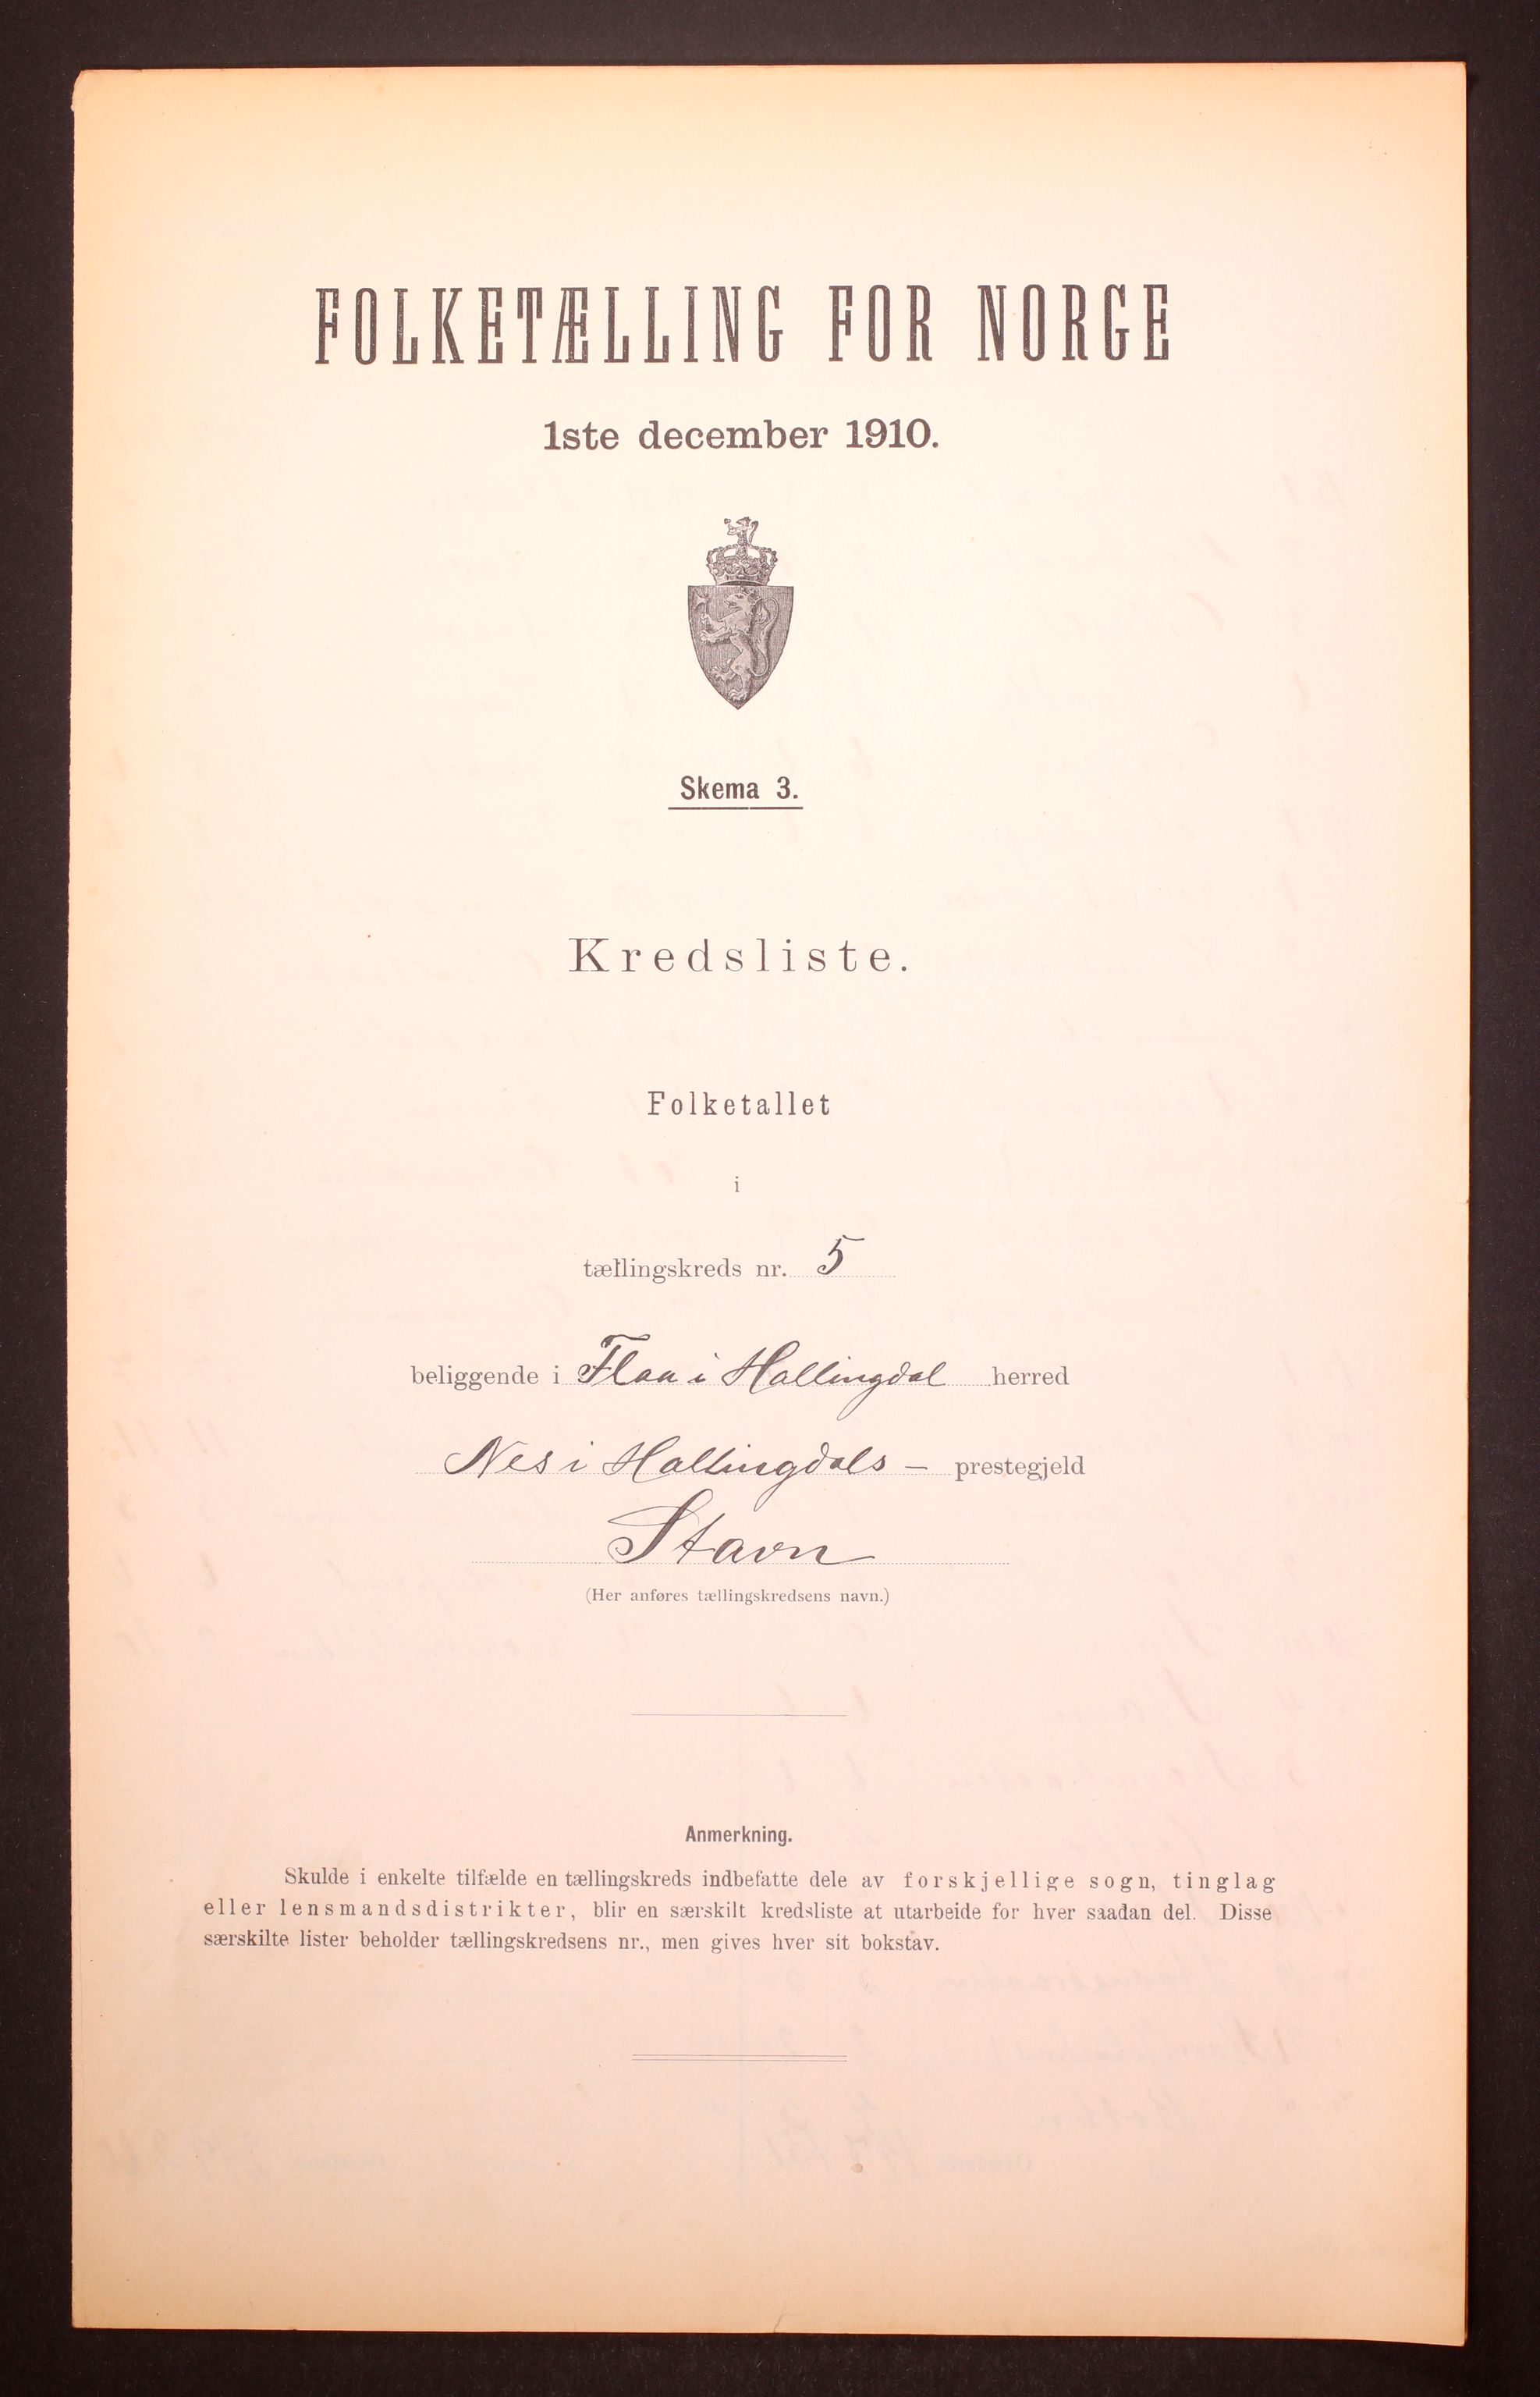 FOLKETÆLLING FOR NORGE
1ste december 1910.
Skema 3.
Kredsliste.
Folketallet
i
tællingskreds nr. 5
beliggende i Flaa i Hallingdal herred
Nes i Hallingdals – prestegjeld
Stavn
(Her anføres tællingskredsens navn.)
Anmerkning.
Skulde i enkelte tilfælde en tællingskreds indbefatte dele av forskjellige sogn, tinglag
eller lensmandsdistrikter, blir en særskilt kredsliste at utarbeide for hver saadan del. Disse
særskilte lister beholder tællingskredsens nr., men gives hver sit bokstav.